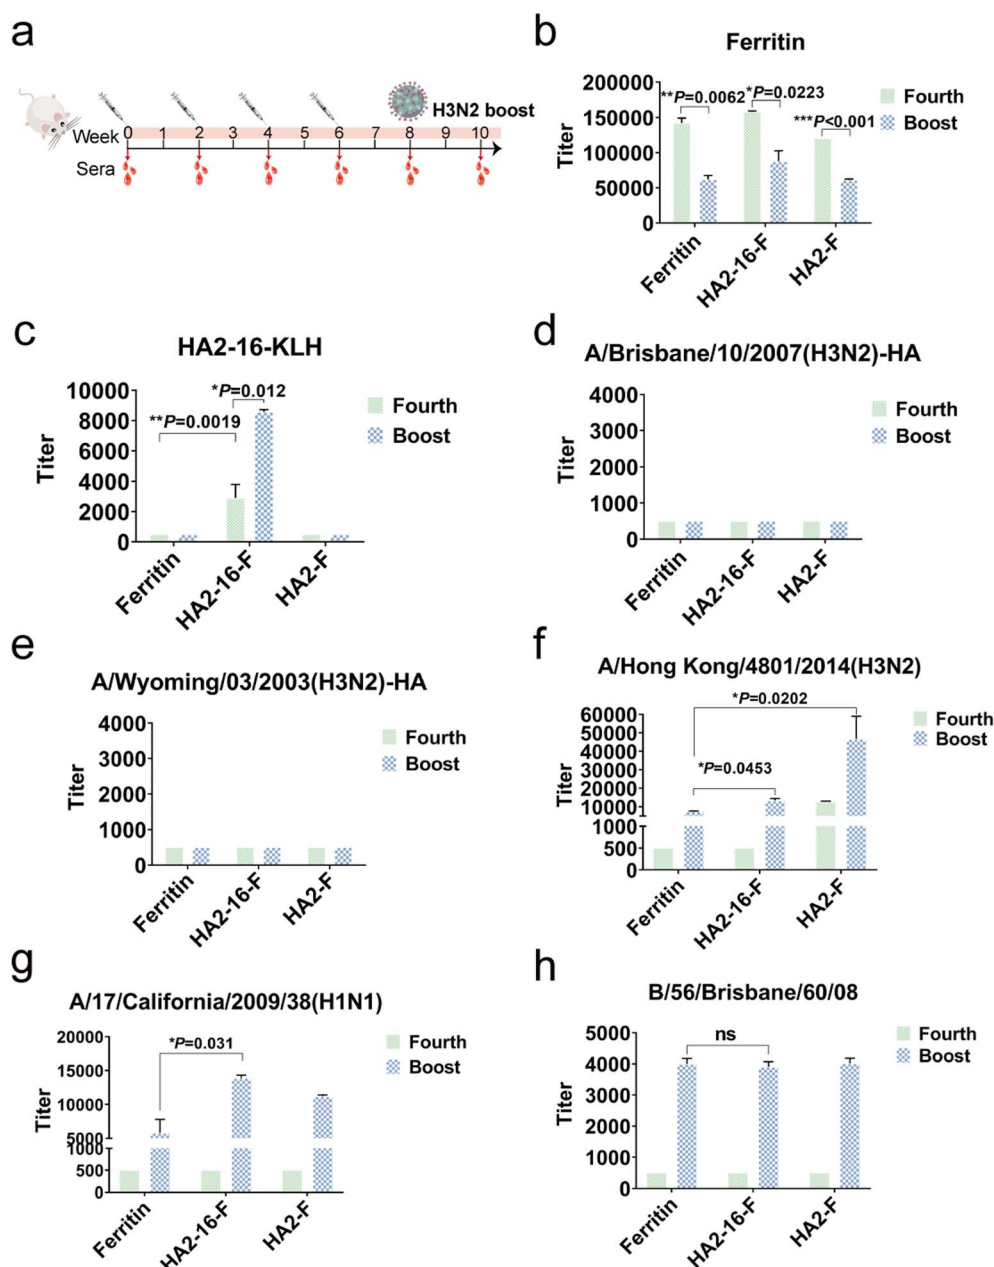 a
H3N2 boost
Week 0 1 2 3 4 5 6 7 8 9 10
Sera
b
Ferritin
Titer
200000
150000
100000
50000
0
**P=0.0062
*P=0.0223
***P<0.001
Fourth
Boost
Ferritin
HA2-16-F
HA2-F
c
HA2-16-KLH
Titer
10000
8000
6000
4000
2000
0
*P=0.012
**P=0.0019
Fourth
Boost
Ferritin
HA2-16-F
HA2-F
d
A/Brisbane/10/2007(H3N2)-HA
Titer
4000
3000
2000
1000
0
Fourth
Boost
Ferritin
HA2-16-F
HA2-F
e
A/Wyoming/03/2003(H3N2)-HA
Titer
4000
3000
2000
1000
0
Fourth
Boost
Ferritin
HA2-16-F
HA2-F
f
A/Hong Kong/4801/2014(H3N2)
Titer
60000
50000
40000
30000
20000
10000
1000
500
0
*P=0.0202
*P=0.0453
Fourth
Boost
Ferritin
HA2-16-F
HA2-F
g
A/17/California/2009/38(H1N1)
Titer
20000
15000
10000
5000
1000
500
0
*P=0.031
Fourth
Boost
Ferritin
HA2-16-F
HA2-F
h
B/56/Brisbane/60/08
Titer
5000
4000
3000
2000
1000
0
ns
Fourth
Boost
Ferritin
HA2-16-F
HA2-F